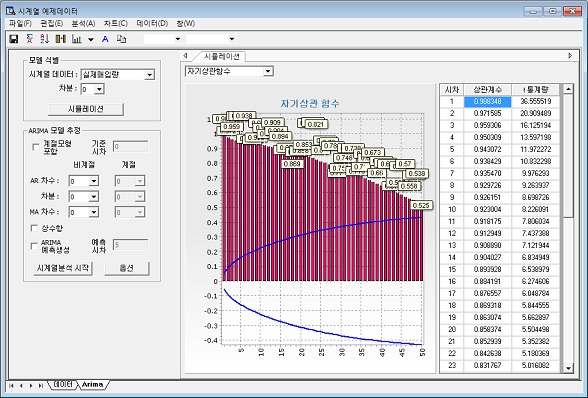 시계열 예제데이터
파일(F) 편집(E) 분석(A) 차트(C) 데이터(D) 창(W)
모델 식별
시계열 데이터 : 실제매입량
차분 : 0
시뮬레이션
ARIMA 모델 추정
계절모형 포함 기준 시차
비계절 계절
AR 차수 : 0 0
차분 : 0 0
MA 차수 : 0 0
상수항
ARIMA 예측생성 예측 시차 5
시계열분석 시작 옵션
시뮬레이션
자기상관함수
자기상관 함수
0.938
0.959
0.909
0.894
0.869
0.853
0.821
0.748
0.673
0.66
0.57
0.558
0.538
0.525
1
0.9
0.8
0.7
0.6
0.5
0.4
0.3
0.2
0.1
0
-0.1
-0.2
-0.3
-0.4
5 10 15 20 25 30 35 40 45 50
시차 상관계수 t 통계량
1 0.988348 36.555519
2 0.971585 20.909489
3 0.959306 16.125194
4 0.950309 13.597198
5 0.943072 11.972272
6 0.938429 10.832298
7 0.935470 9.976293
8 0.929726 9.263937
9 0.926151 8.698726
10 0.923004 8.226091
11 0.918175 7.806034
12 0.912949 7.437388
13 0.908890 7.121944
14 0.904027 6.834949
15 0.893928 6.538979
16 0.884191 6.274606
17 0.876557 6.048784
18 0.869318 5.844555
19 0.863074 5.662897
20 0.858374 5.504498
21 0.852939 5.352382
22 0.842638 5.180369
23 0.831767 5.016082
데이터 Arima